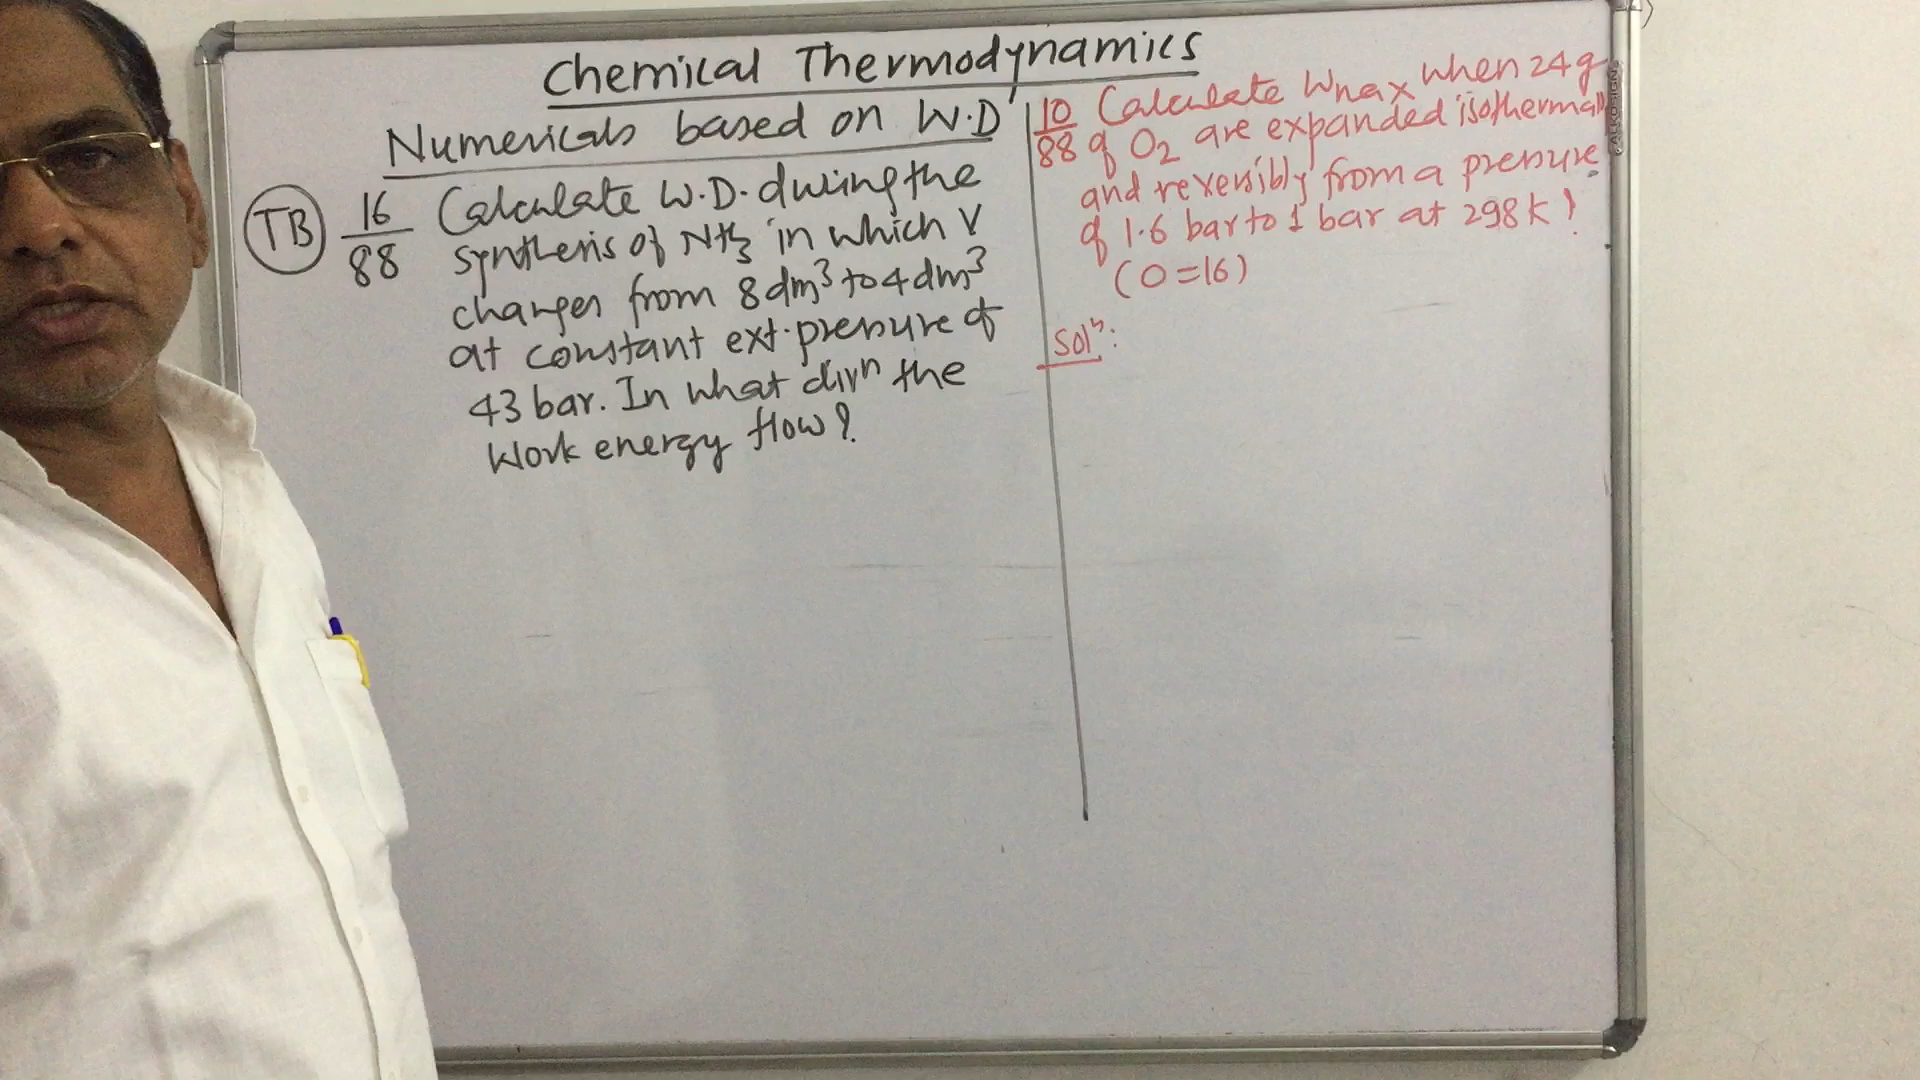 Chemical Thermodynamics
Numericals based on W.D
TB 16/88 Calculate W.D. during the
synthesis of NH3 in which V
changes from 8 dm³ to 4 dm³
at constant ext. pressure of
43 bar. In what dirⁿ the
work energy flow?
10/88 Calculate Wmax when 24 g
of O2 are expanded isothermally
and reversibly from a pressure
of 1.6 bar to 1 bar at 298K?
(O=16)
Solⁿ: